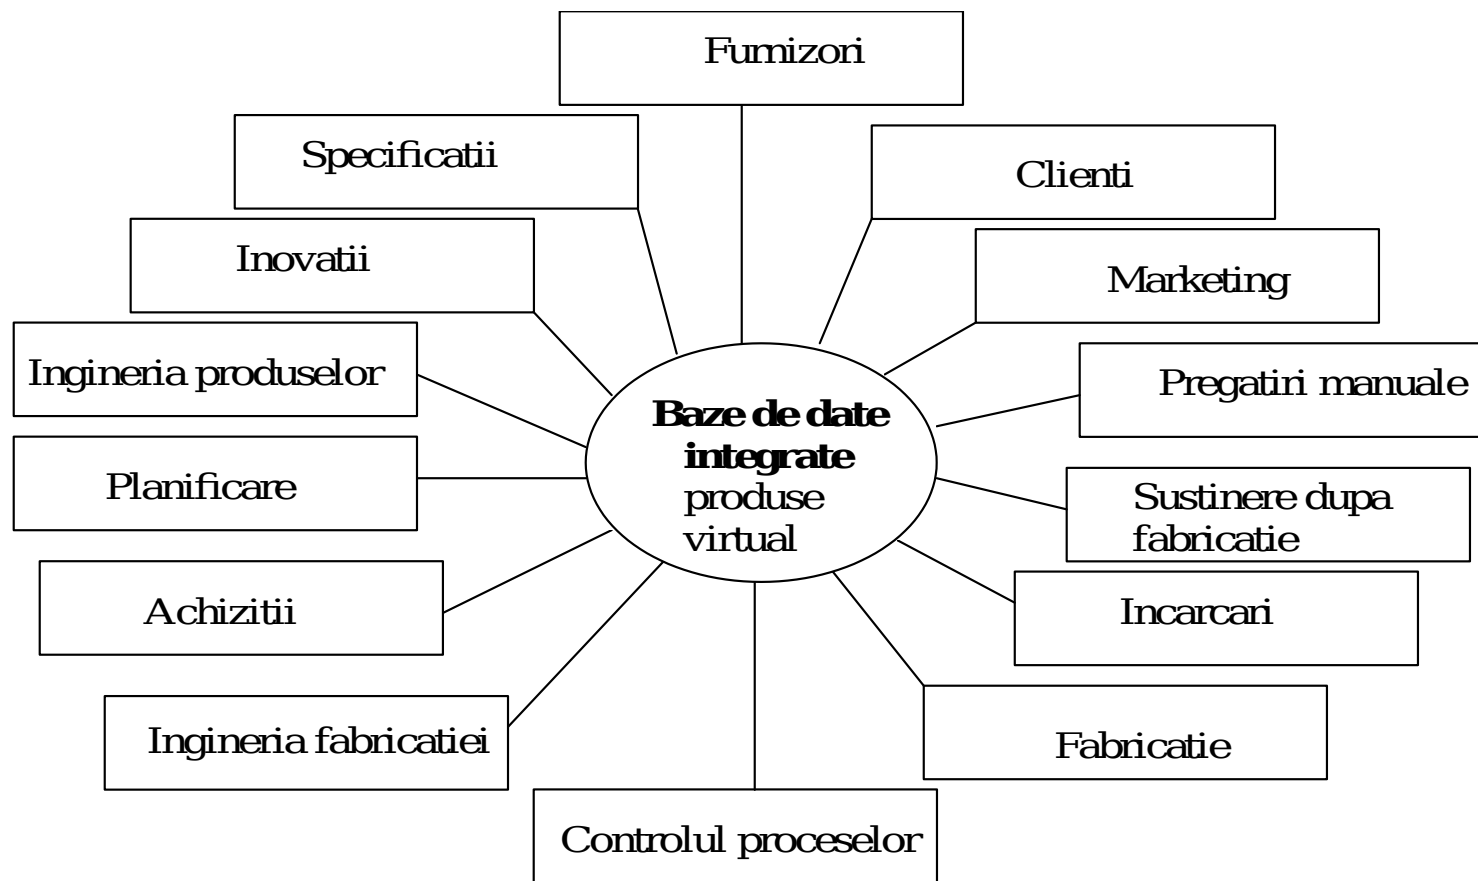 Furnizori
Specificatii
Clienti
Inovatii
Marketing
Ingineria produselor
Pregatiri manuale
Baze de date
integrate
produse
virtual
Planificare
Sustinere dupa
fabricatie
Achizitii
Incarcari
Ingineria fabricatiei
Fabricatie
Controlul proceselor